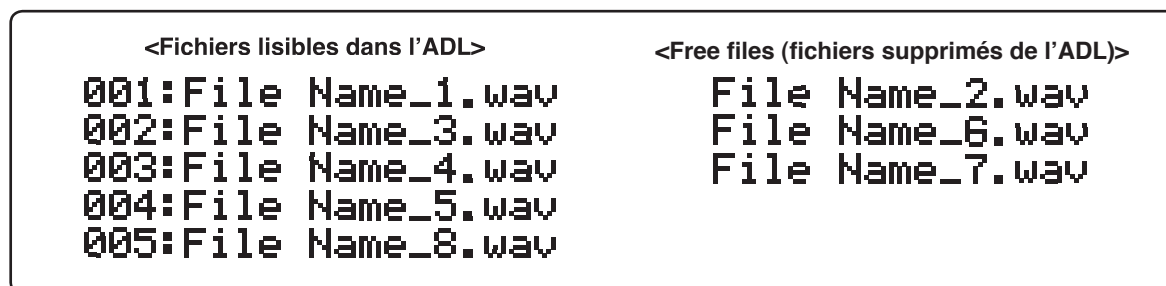 <Fichiers lisibles dans l'ADL>
001:File Name_1.wav
002:File Name_3.wav
003:File Name_4.wav
004:File Name_5.wav
005:File Name_8.wav
<Free files (fichiers supprimés de l'ADL)>
File Name_2.wav
File Name_6.wav
File Name_7.wav